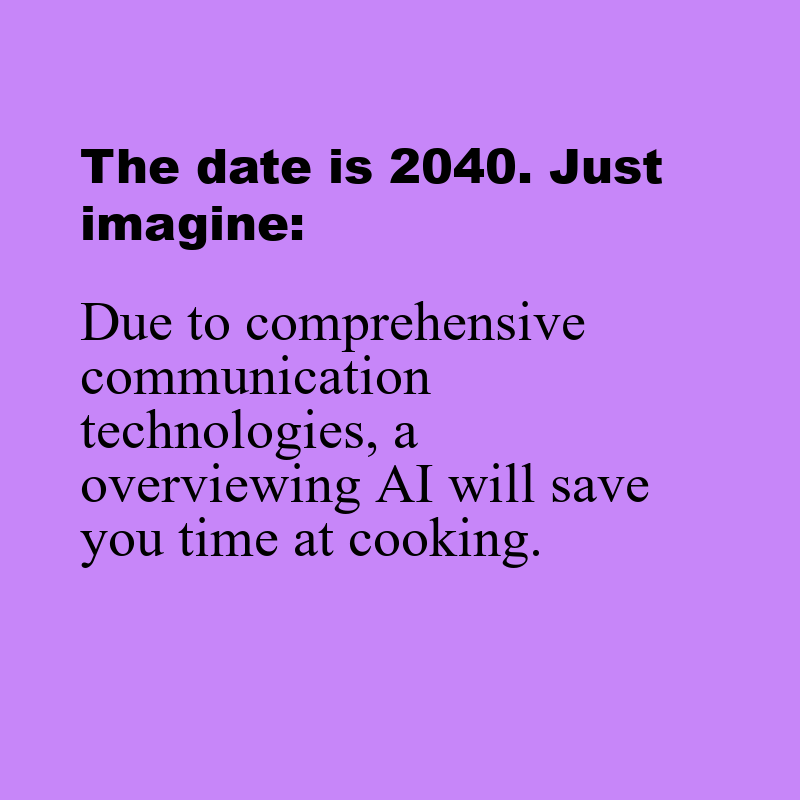 The date is 2040. Just
imagine:
Due to comprehensive
communication
technologies, a
overviewing AI will save
you time at cooking.